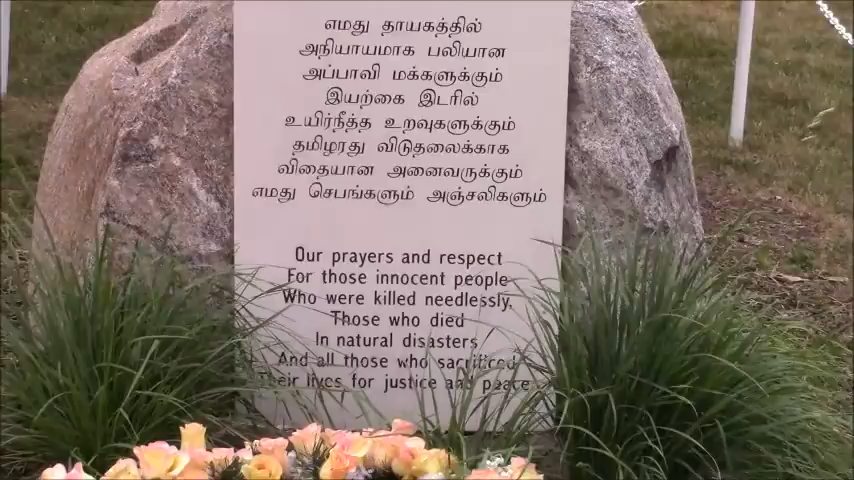 எமது தாயகத்தில்
அநியாயமாக பலியான
அப்பாவி மக்களுக்கும்
இயற்கை இடரில்
உயிர்நீத்த உறவுகளுக்கும்
தமிழரது விடுதலைக்காக
விதையான அனைவருக்கும்
எமது செபங்களும் அஞ்சலிகளும்
Our prayers and respect
For those innocent people
Who were killed needlessly,
Those who died
In natural disasters
And all those who sacrificed
Their lives for justice and peace